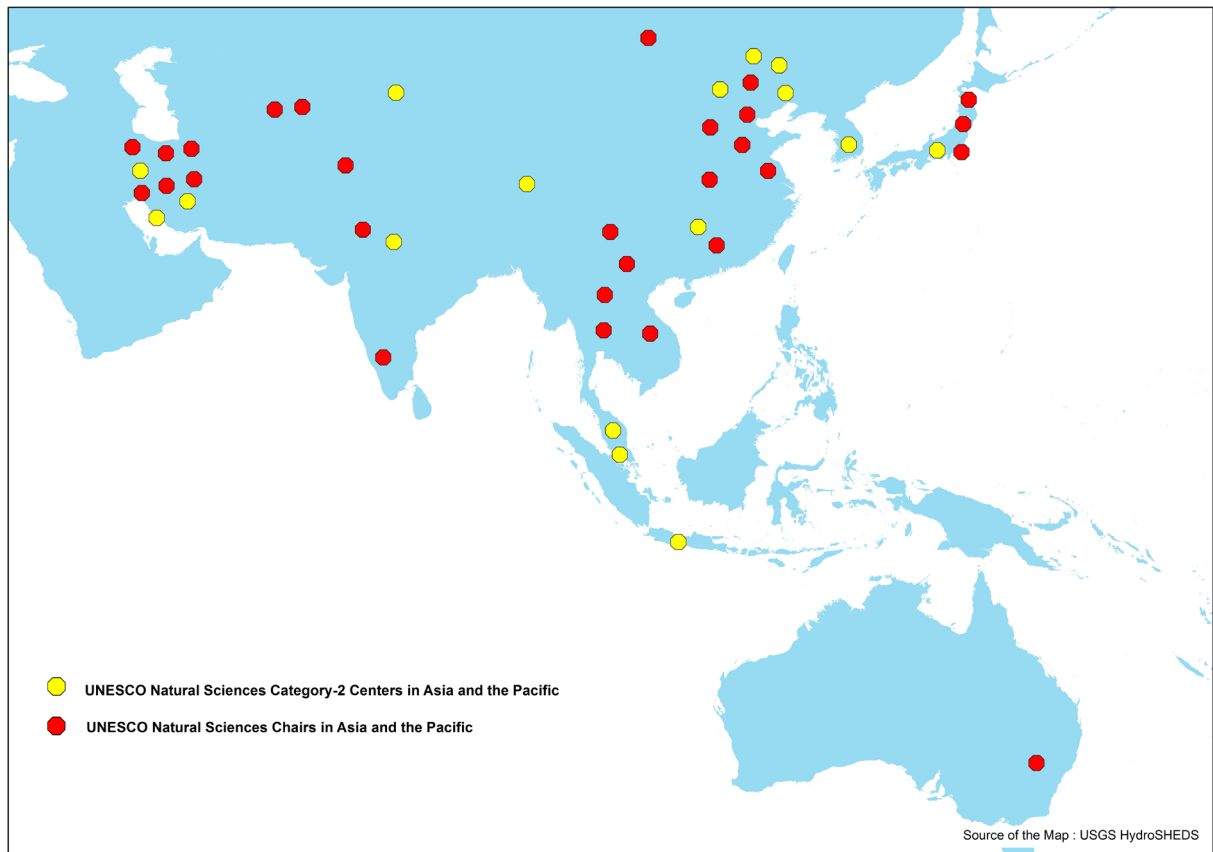 UNESCO Natural Sciences Category-2 Centers in Asia and the Pacific
UNESCO Natural Sciences Chairs in Asia and the Pacific
Source of the Map : USGS HydroSHEDS